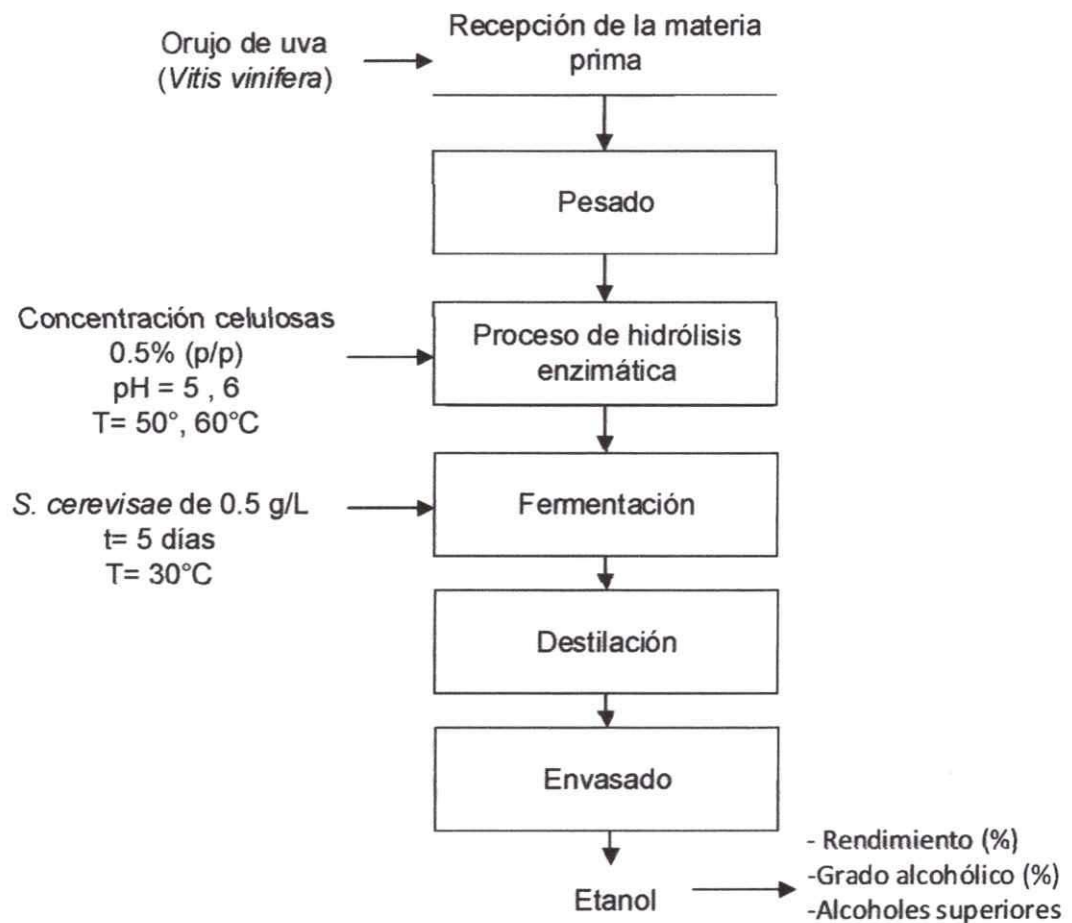 Orujo de uva
(Vitis vinifera)
Recepción de la materia
prima
Pesado
Concentración celulosas
0.5% (p/p)
pH = 5 , 6
T= 50°, 60°C
Proceso de hidrólisis
enzimática
S. cerevisae de 0.5 g/L
t= 5 días
T= 30°C
Fermentación
Destilación
Envasado
Etanol
- Rendimiento (%)
-Grado alcohólico (%)
-Alcoholes superiores